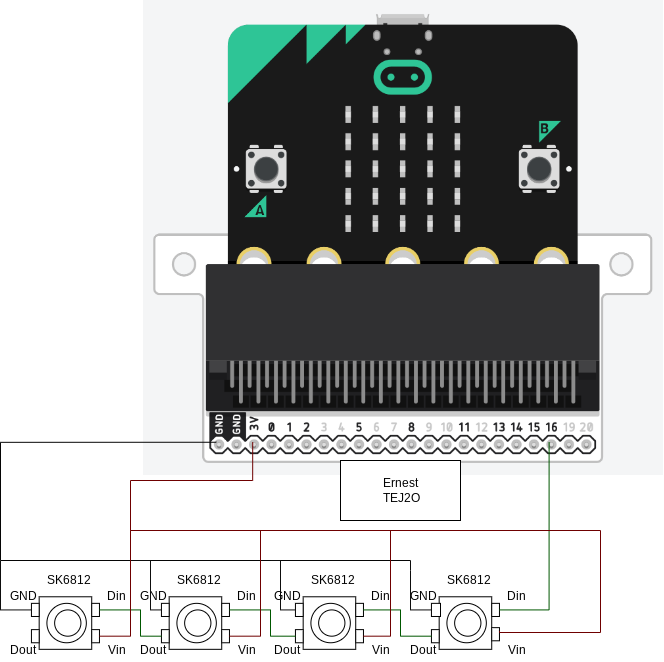 B
A
GND GND 3V 0 1 2 3 4 5 6 7 8 9 10 11 12 13 14 15 16 19 20
Ernest
TEJ2O
SK6812 SK6812 SK6812 SK6812
GND Din GND Din GND Din GND Din
Dout Vin Dout Vin Dout Vin Dout Vin